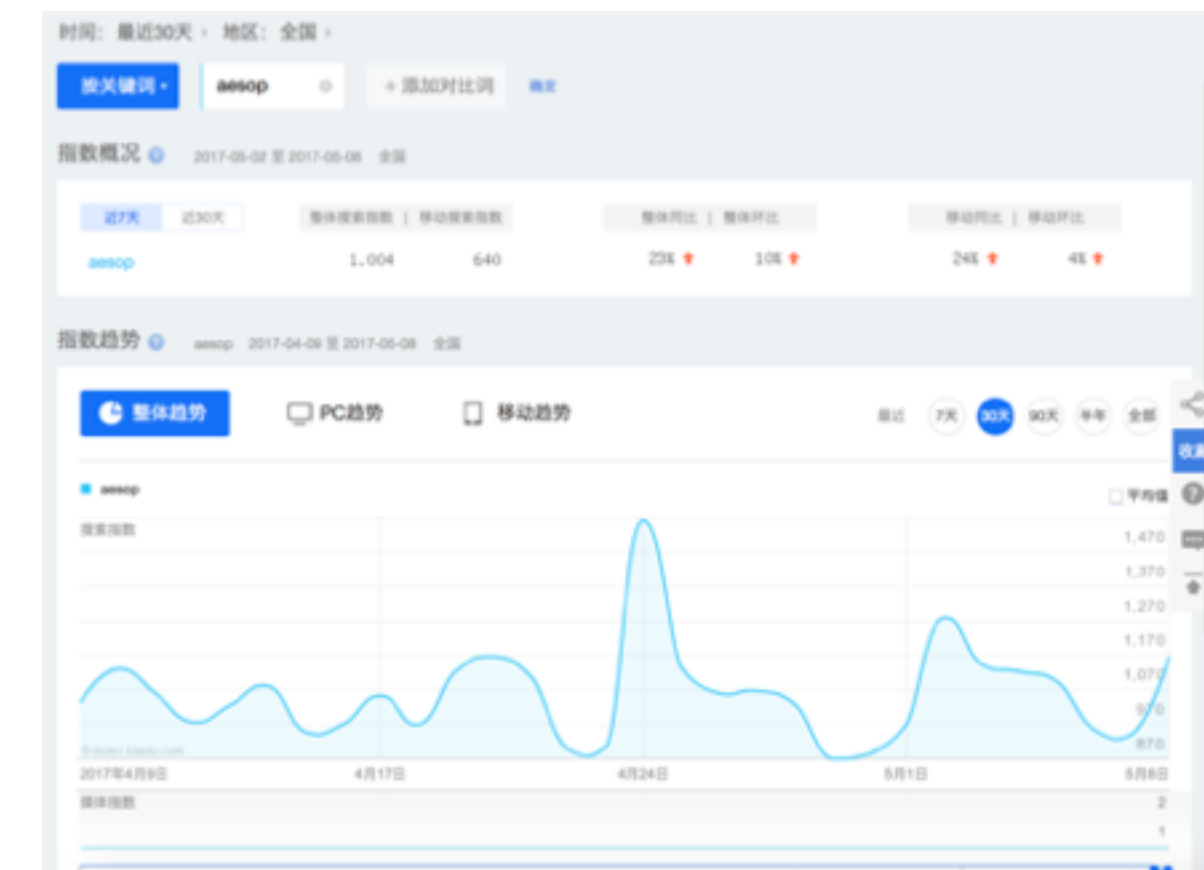 时间： 最近30天 › 地区： 全国 ›
按关键词 aesop + 添加对比词 确定
指数概况 2017-05-02 至 2017-05-08 全国
近7天 近30天 整体搜索指数 | 移动搜索指数 整体同比 | 整体环比 移动同比 | 移动环比
aesop 1,004 640 23% 10% 24% 4%
指数趋势 aesop 2017-04-09 至 2017-05-08 全国
整体趋势 PC趋势 移动趋势 最近 7天 30天 90天 半年 全部
收藏
aesop 平均值
搜索指数
1,470
1,370
1,270
1,170
1,070
970
870
©index.baidu.com
2017年4月9日 4月17日 4月24日 5月1日 5月8日
媒体指数 2
1